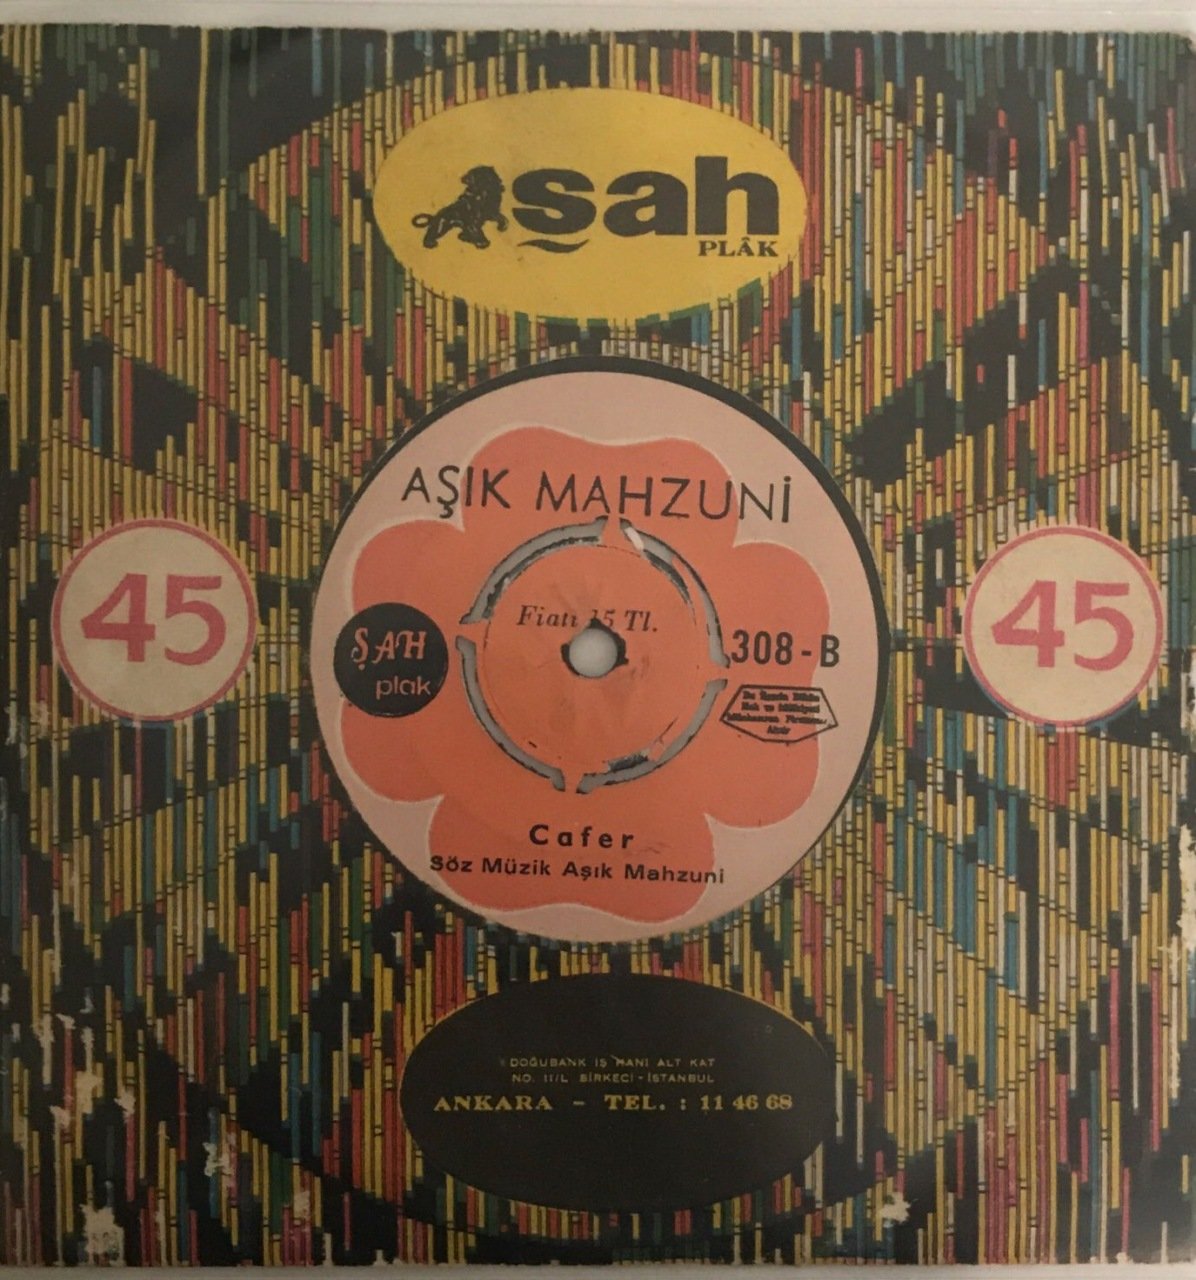 şah
PLÂK
AŞIK MAHZUNİ
45
45
Fiatı 15 Tl.
ŞAH
plak
308-B
Cafer
Söz Müzik Aşık Mahzuni
DOĞUBANK İŞ HANI ALT KAT
NO. 11/L SİRKECİ - İSTANBUL
ANKARA - TEL. : 11 46 68